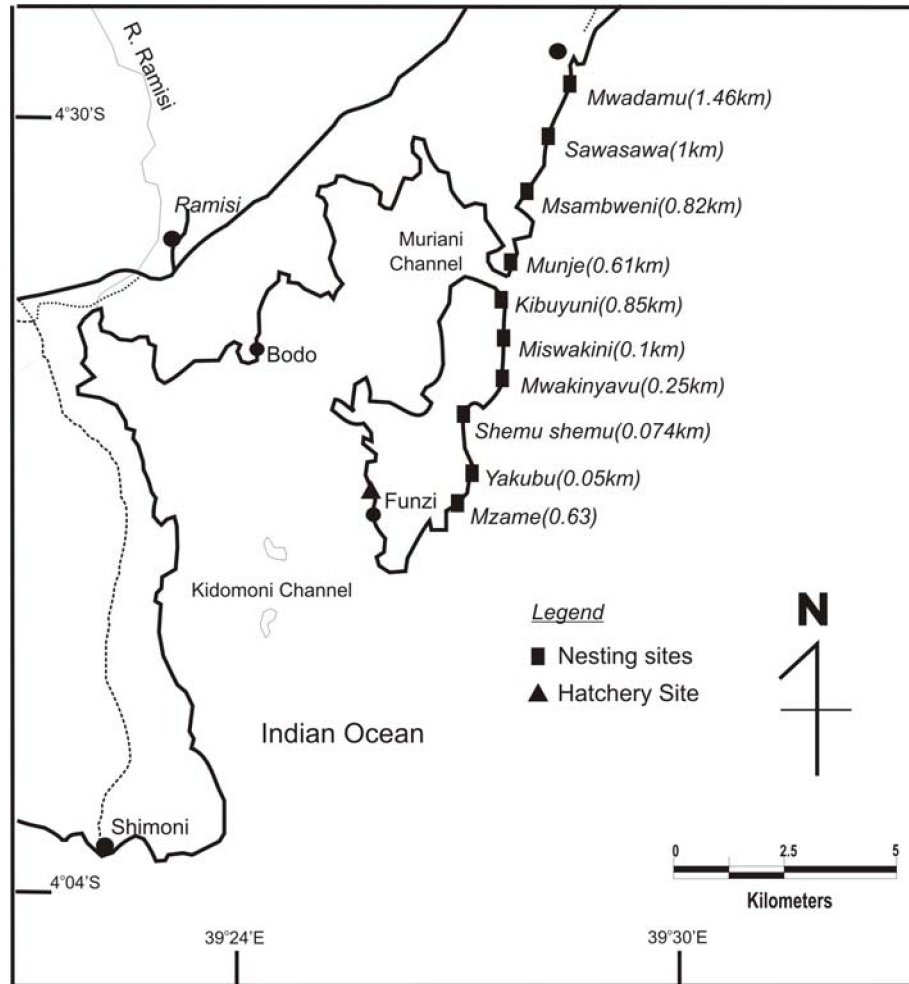 R. Ramisi
4°30'S
Mwadamu(1.46km)
Sawasawa(1km)
Ramisi
Msambweni(0.82km)
Muriani
Channel
Munje(0.61km)
Kibuyuni(0.85km)
Miswakini(0.1km)
Bodo
Mwakinyavu(0.25km)
Shemu shemu(0.074km)
Yakubu(0.05km)
Funzi
Mzame(0.63)
Kidomoni Channel
Legend
N
Nesting sites
Hatchery Site
Indian Ocean
Shimoni
0 2.5 5
Kilometers
4°04'S
39°24'E
39°30'E